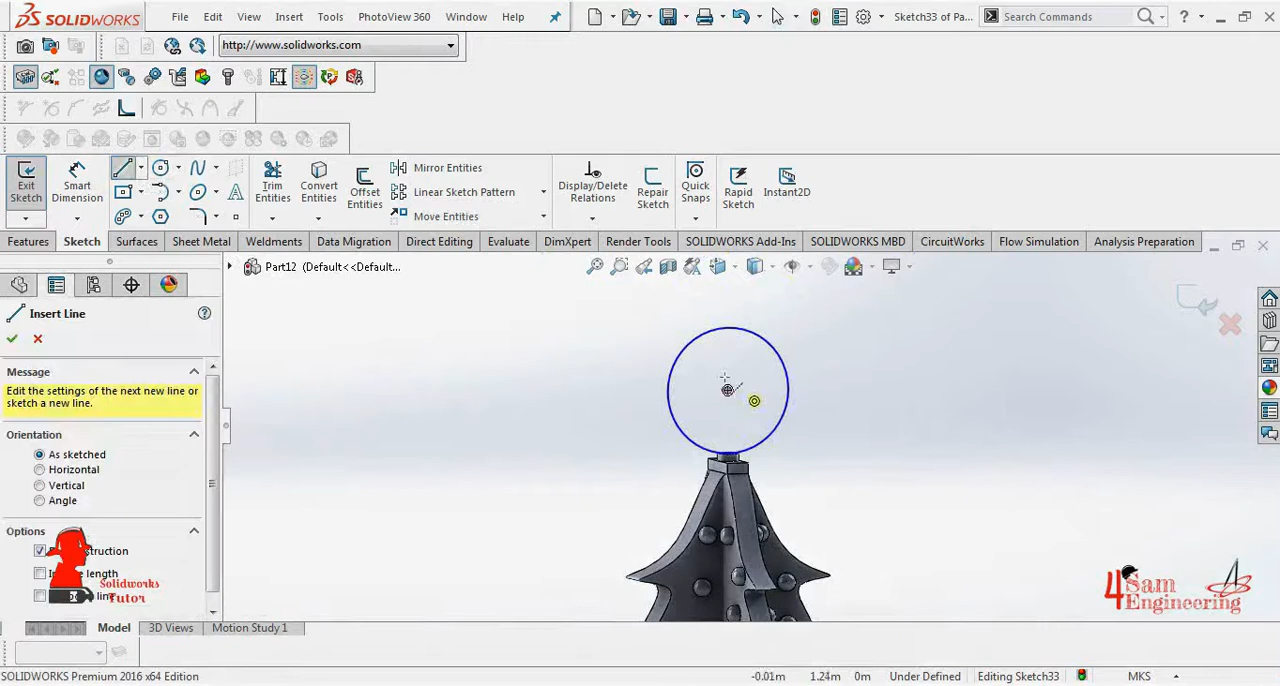 SOLIDWORKS
File Edit View Insert Tools PhotoView 360 Window Help
Sketch33 of Pa...
Search Commands
http://www.solidworks.com
Exit Sketch
Smart Dimension
Trim Entities
Convert Entities
Offset Entities
Mirror Entities
Linear Sketch Pattern
Move Entities
Display/Delete Relations
Repair Sketch
Quick Snaps
Rapid Sketch
Instant2D
Features Sketch Surfaces Sheet Metal Weldments Data Migration Direct Editing Evaluate DimXpert Render Tools SOLIDWORKS Add-Ins SOLIDWORKS MBD CircuitWorks Flow Simulation Analysis Preparation
Part12 (Default<<Default...
Insert Line
Message
Edit the settings of the next new line or
sketch a new line.
Orientation
As sketched
Horizontal
Vertical
Angle
Options
Solidworks
Tutor
4Sam
Engineering
Model 3D Views Motion Study 1
SOLIDWORKS Premium 2016 x64 Edition
-0.01m 1.24m 0m Under Defined Editing Sketch33 MKS